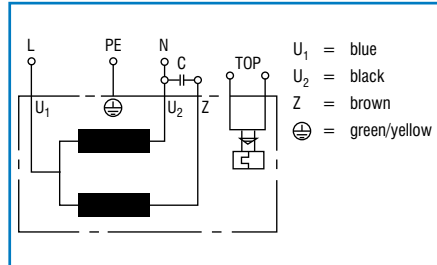 L PE N C TOP
U₁ U₂ Z
U₁ = blue
U₂ = black
Z = brown
⏚ = green/yellow